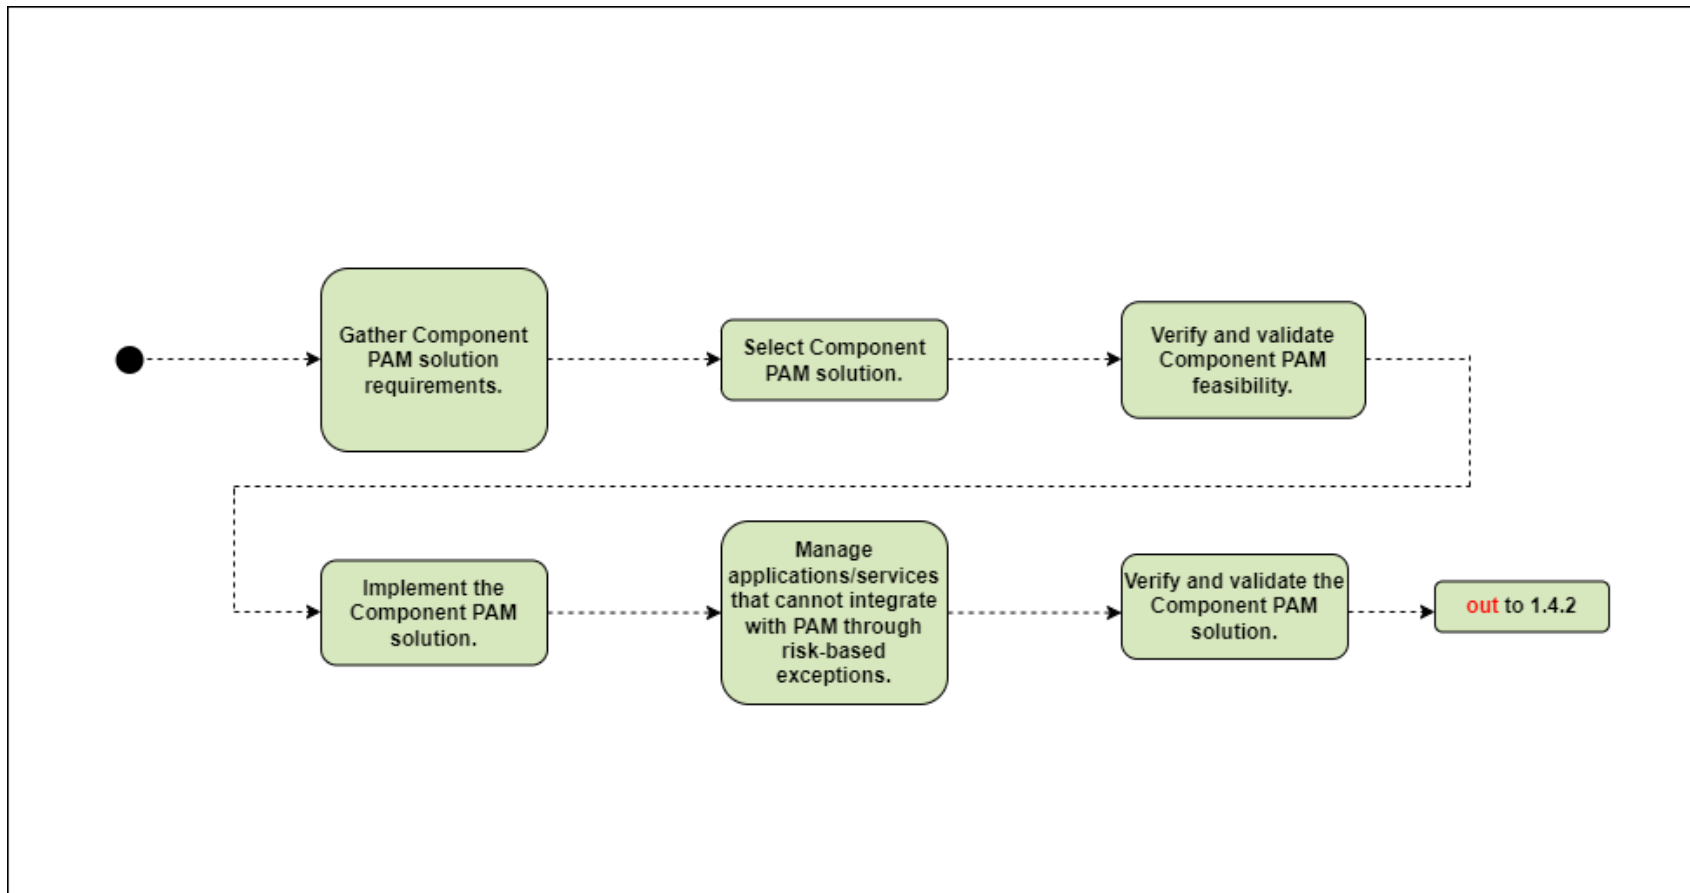 Gather Component
PAM solution
requirements.
Select Component
PAM solution.
Verify and validate
Component PAM
feasibility.
Implement the
Component PAM
solution.
Manage
applications/services
that cannot integrate
with PAM through
risk-based
exceptions.
Verify and validate the
Component PAM
solution.
out to 1.4.2